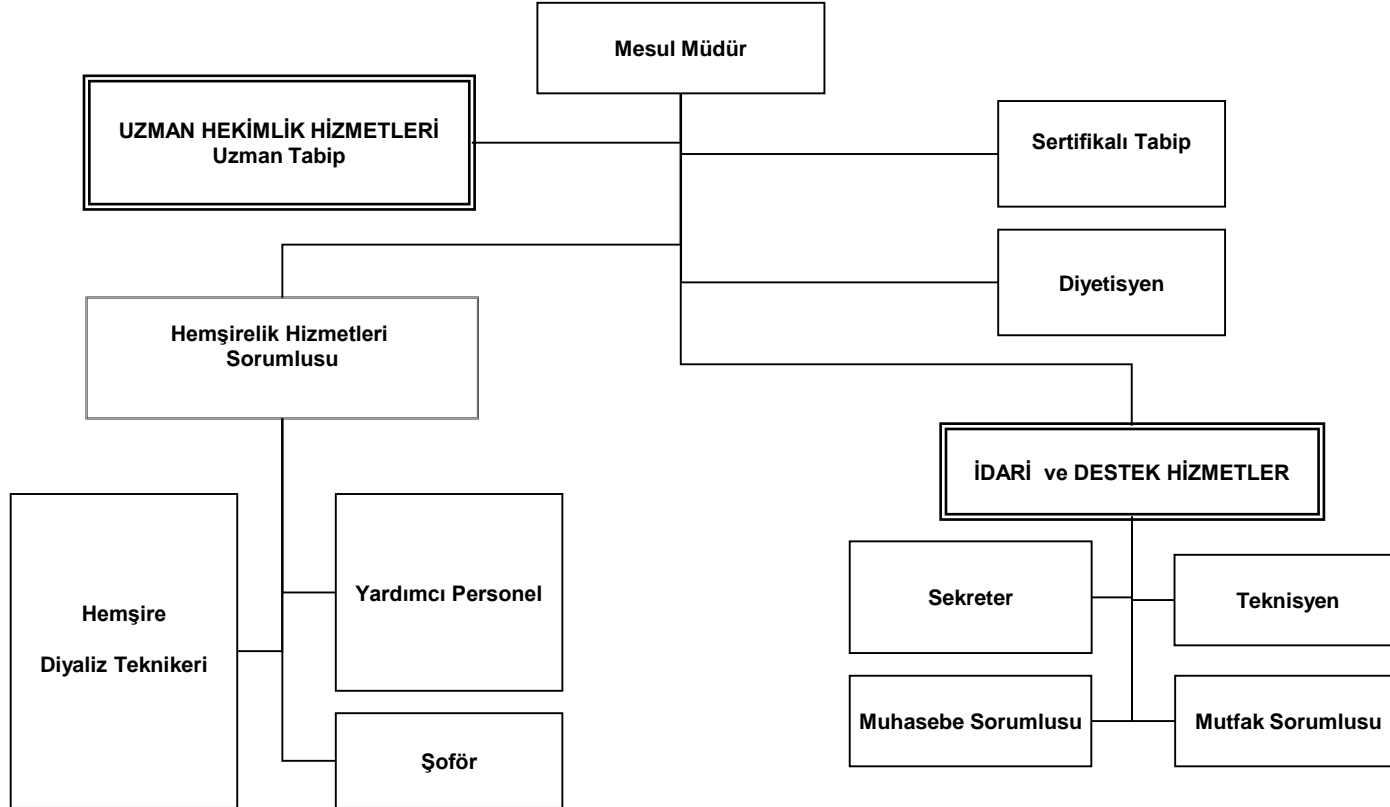 Mesul Müdür
UZMAN HEKİMLİK HİZMETLERİ
Uzman Tabip
Sertifikalı Tabip
Diyetisyen
Hemşirelik Hizmetleri
Sorumlusu
İDARİ ve DESTEK HİZMETLER
Hemşire
Diyaliz Teknikeri
Yardımcı Personel
Şoför
Sekreter
Teknisyen
Muhasebe Sorumlusu
Mutfak Sorumlusu